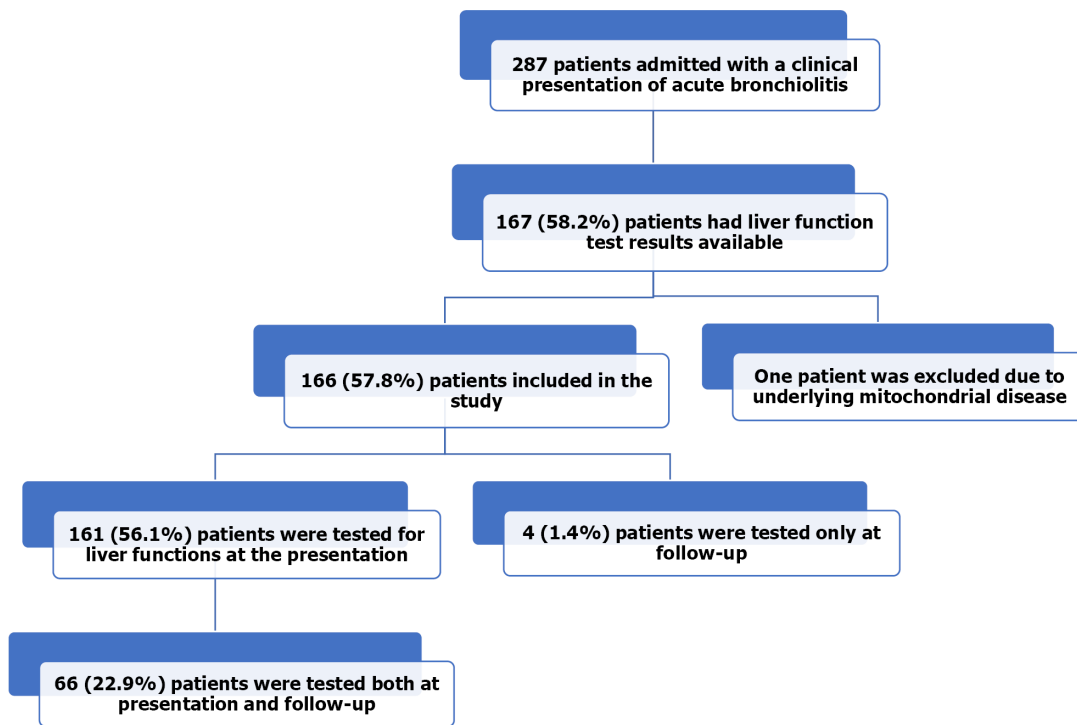 287 patients admitted with a clinical
presentation of acute bronchiolitis
167 (58.2%) patients had liver function
test results available
166 (57.8%) patients included in the
study
One patient was excluded due to
underlying mitochondrial disease
161 (56.1%) patients were tested for
liver functions at the presentation
4 (1.4%) patients were tested only at
follow-up
66 (22.9%) patients were tested both at
presentation and follow-up